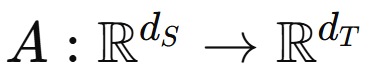 A : ℝ^{d_S} → ℝ^{d_T}